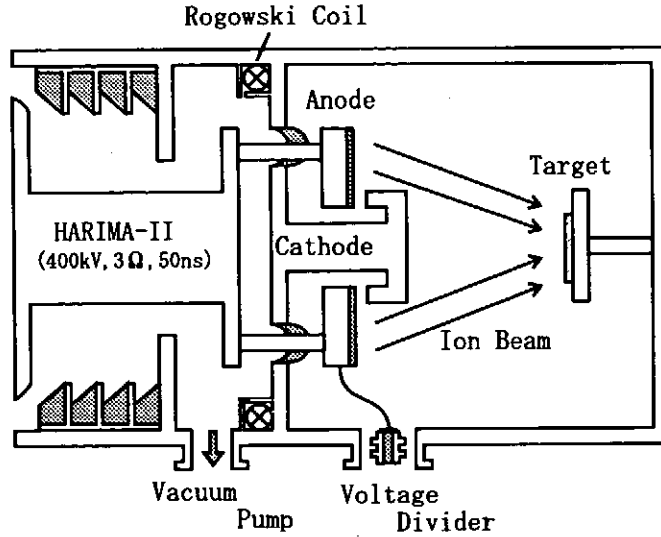 Rogowski Coil
Anode
Target
HARIMA-II
(400kV, 3Ω, 50ns)
Cathode
Ion Beam
Vacuum
Pump
Voltage
Divider